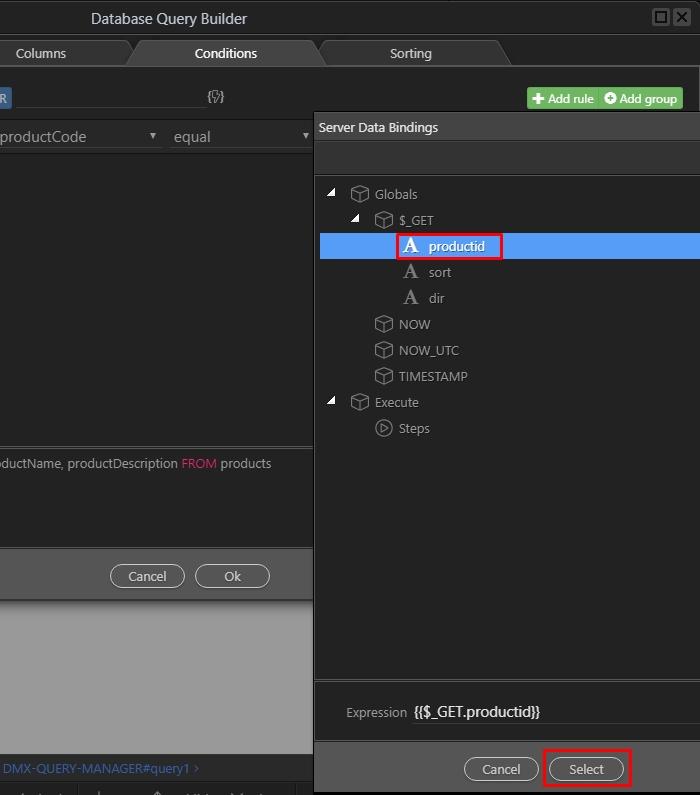 Database Query Builder
Columns
Conditions
Sorting
R
Add rule
Add group
productCode
equal
Server Data Bindings
Globals
$_GET
A productid
A sort
A dir
NOW
NOW_UTC
TIMESTAMP
Execute
Steps
ductName, productDescription FROM products
Cancel
Ok
Expression {{$_GET.productid}}
Cancel
Select
DMX-QUERY-MANAGER#query1 >